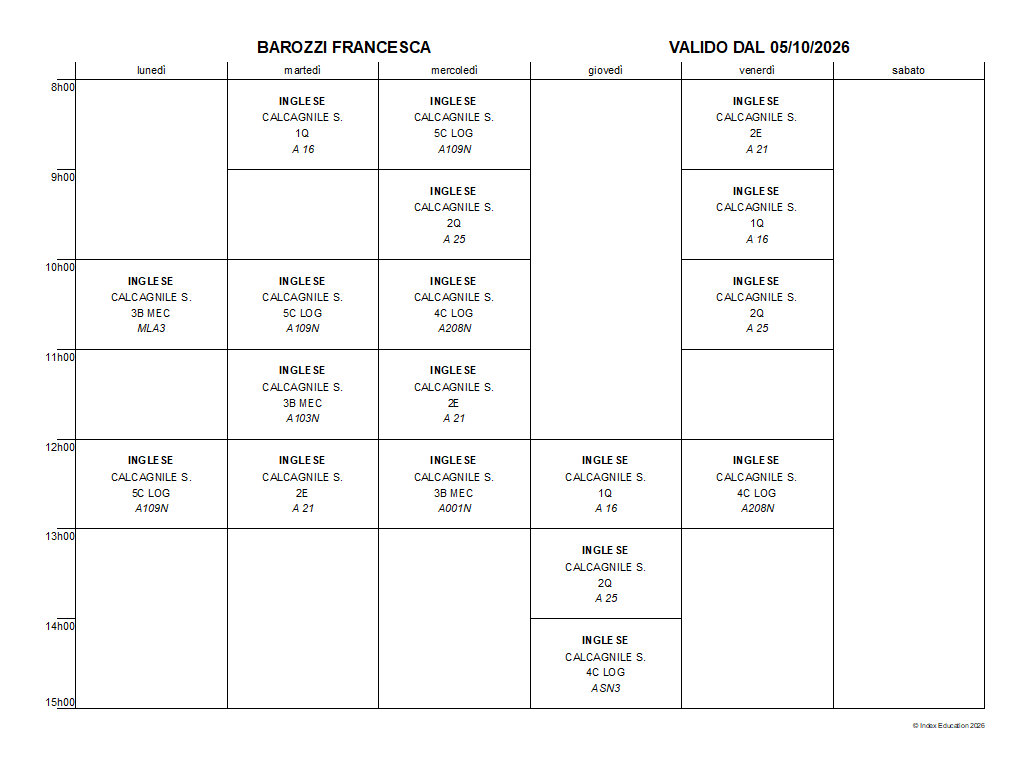 BAROZZI FRANCESCA VALIDO DAL 05/10/2026
lunedì martedì mercoledì giovedì venerdì sabato
8h00
INGLESE INGLESE INGLESE
CALCAGNILE S. CALCAGNILE S. CALCAGNILE S.
1Q 5C LOG 2E
A 16 A109N A 21
9h00
INGLESE INGLESE
CALCAGNILE S. CALCAGNILE S.
2Q 1Q
A 25 A 16
10h00
INGLESE INGLESE INGLESE INGLESE
CALCAGNILE S. CALCAGNILE S. CALCAGNILE S. CALCAGNILE S.
3B MEC 5C LOG 4C LOG 2Q
MLA3 A109N A208N A 25
11h00
INGLESE INGLESE
CALCAGNILE S. CALCAGNILE S.
3B MEC 2E
A103N A 21
12h00
INGLESE INGLESE INGLESE INGLESE INGLESE
CALCAGNILE S. CALCAGNILE S. CALCAGNILE S. CALCAGNILE S. CALCAGNILE S.
5C LOG 2E 3B MEC 1Q 4C LOG
A109N A 21 A001N A 16 A208N
13h00
INGLESE
CALCAGNILE S.
2Q
A 25
14h00
INGLESE
CALCAGNILE S.
4C LOG
ASN3
15h00
© Index Education 2026